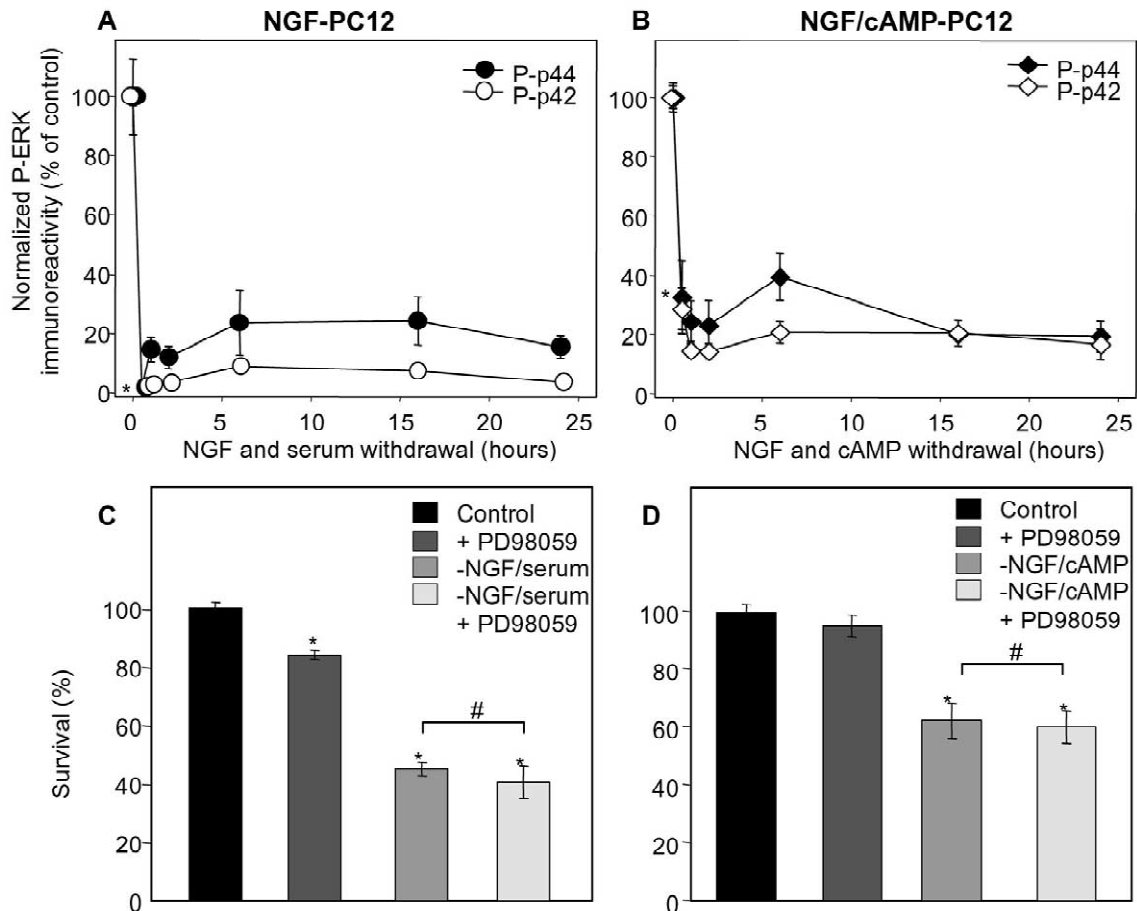 A
NGF-PC12
Normalized P-ERK
immunoreactivity (% of control)
P-p44
P-p42
100
80
60
40
20
0
*
0
5
10
15
20
25
NGF and serum withdrawal (hours)
B
NGF/cAMP-PC12
P-p44
P-p42
100
80
60
40
20
0
*
0
5
10
15
20
25
NGF and cAMP withdrawal (hours)
C
Control
+ PD98059
-NGF/serum
-NGF/serum
+ PD98059
Survival (%)
100
80
60
40
20
0
*
*
*
#
D
Control
+ PD98059
-NGF/cAMP
-NGF/cAMP
+ PD98059
100
80
60
40
20
0
*
*
#